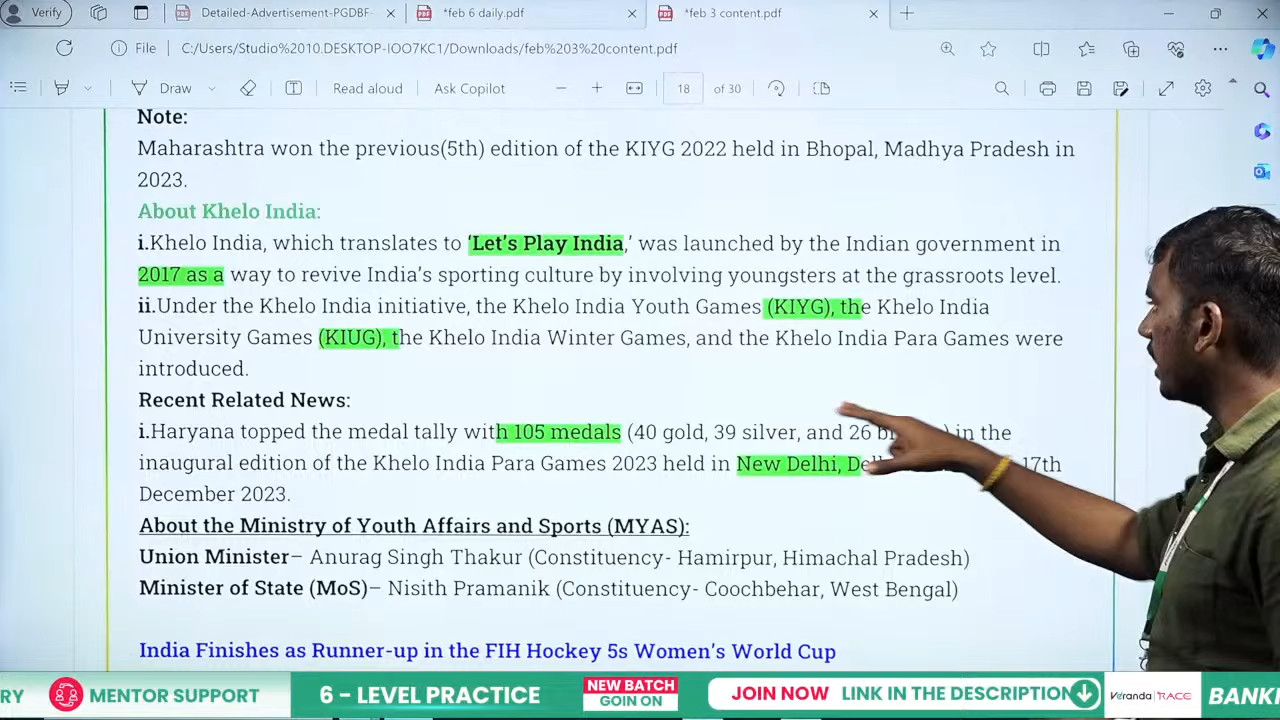 Verify
Detailed-Advertisement-PGDBF-
*feb 6 daily.pdf
*feb 3 content.pdf
File
C:/Users/Studio%2010.DESKTOP-IOO7KC1/Downloads/feb%203%20content.pdf
Draw
Read aloud
Ask Copilot
18
of 30
Note:
Maharashtra won the previous(5th) edition of the KIYG 2022 held in Bhopal, Madhya Pradesh in
2023.
About Khelo India:
i.Khelo India, which translates to ‘Let’s Play India,’ was launched by the Indian government in
2017 as a way to revive India’s sporting culture by involving youngsters at the grassroots level.
ii.Under the Khelo India initiative, the Khelo India Youth Games (KIYG), the Khelo India
University Games (KIUG), the Khelo India Winter Games, and the Khelo India Para Games were
introduced.
Recent Related News:
i.Haryana topped the medal tally with 105 medals (40 gold, 39 silver, and 26 in the
inaugural edition of the Khelo India Para Games 2023 held in New Delhi, 17th
December 2023.
About the Ministry of Youth Affairs and Sports (MYAS):
Union Minister– Anurag Singh Thakur (Constituency- Hamirpur, Himachal Pradesh)
Minister of State (MoS)– Nisith Pramanik (Constituency- Coochbehar, West Bengal)
India Finishes as Runner-up in the FIH Hockey 5s Women’s World Cup
RY
MENTOR SUPPORT
6 - LEVEL PRACTICE
NEW BATCH
GOIN ON
JOIN NOW LINK IN THE DESCRIPTION
Veranda RACE
BANKI